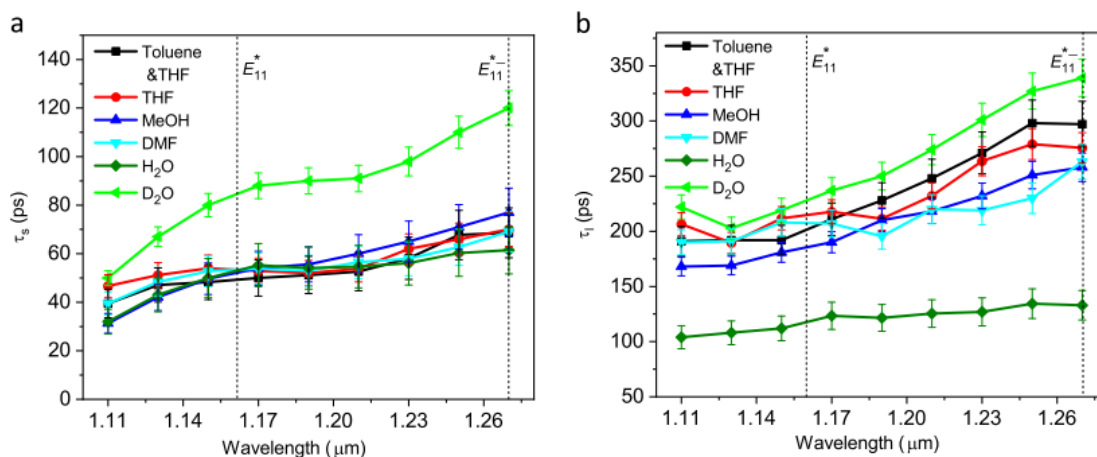 a
140
120
100
80
60
40
20
0
τs (ps)
Toluene
&THF
THF
MeOH
DMF
H2O
D2O
E*11
E*−11
1.11 1.14 1.17 1.20 1.23 1.26
Wavelength (μm)
b
350
300
250
200
150
100
50
τl (ps)
Toluene
&THF
THF
MeOH
DMF
H2O
D2O
E*11
E*−11
1.11 1.14 1.17 1.20 1.23 1.26
Wavelength (μm)